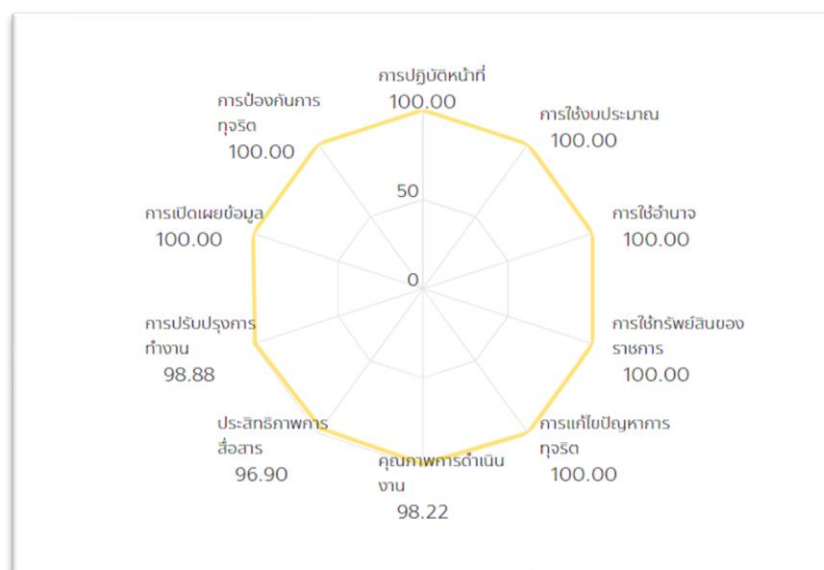 การปฏิบัติหน้าที่
100.00
การใช้งบประมาณ
100.00
การใช้อำนาจ
100.00
การใช้ทรัพย์สินของ
ราชการ
100.00
การแก้ไขปัญหาการ
ทุจริต
100.00
คุณภาพการดำเนิน
งาน
98.22
ประสิทธิภาพการ
สื่อสาร
96.90
การปรับปรุงการ
ทำงาน
98.88
การเปิดเผยข้อมูล
100.00
การป้องกันการ
ทุจริต
100.00
50
0